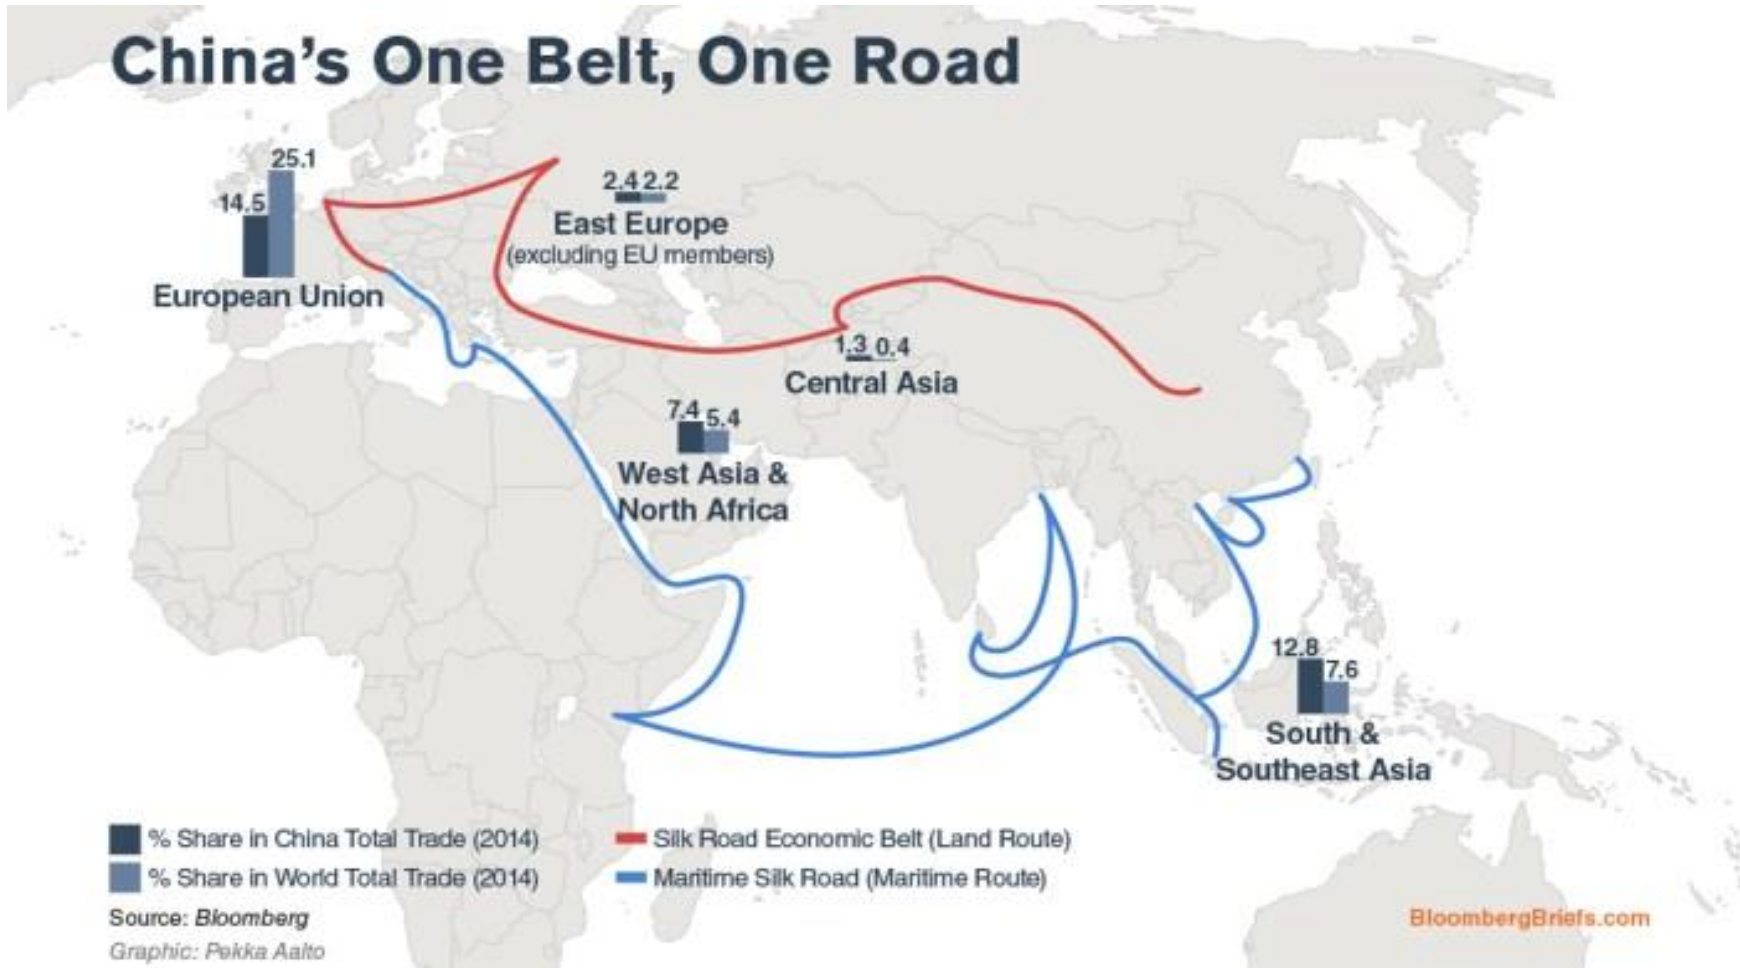 China's One Belt, One Road
25.1
14.5
European Union
2.4 2.2
East Europe
(excluding EU members)
1.3 0.4
Central Asia
7.4 5.4
West Asia &
North Africa
12.8
7.6
South &
Southeast Asia
% Share in China Total Trade (2014)
% Share in World Total Trade (2014)
Silk Road Economic Belt (Land Route)
Maritime Silk Road (Maritime Route)
Source: Bloomberg
Graphic: Pekka Aalto
BloombergBriefs.com